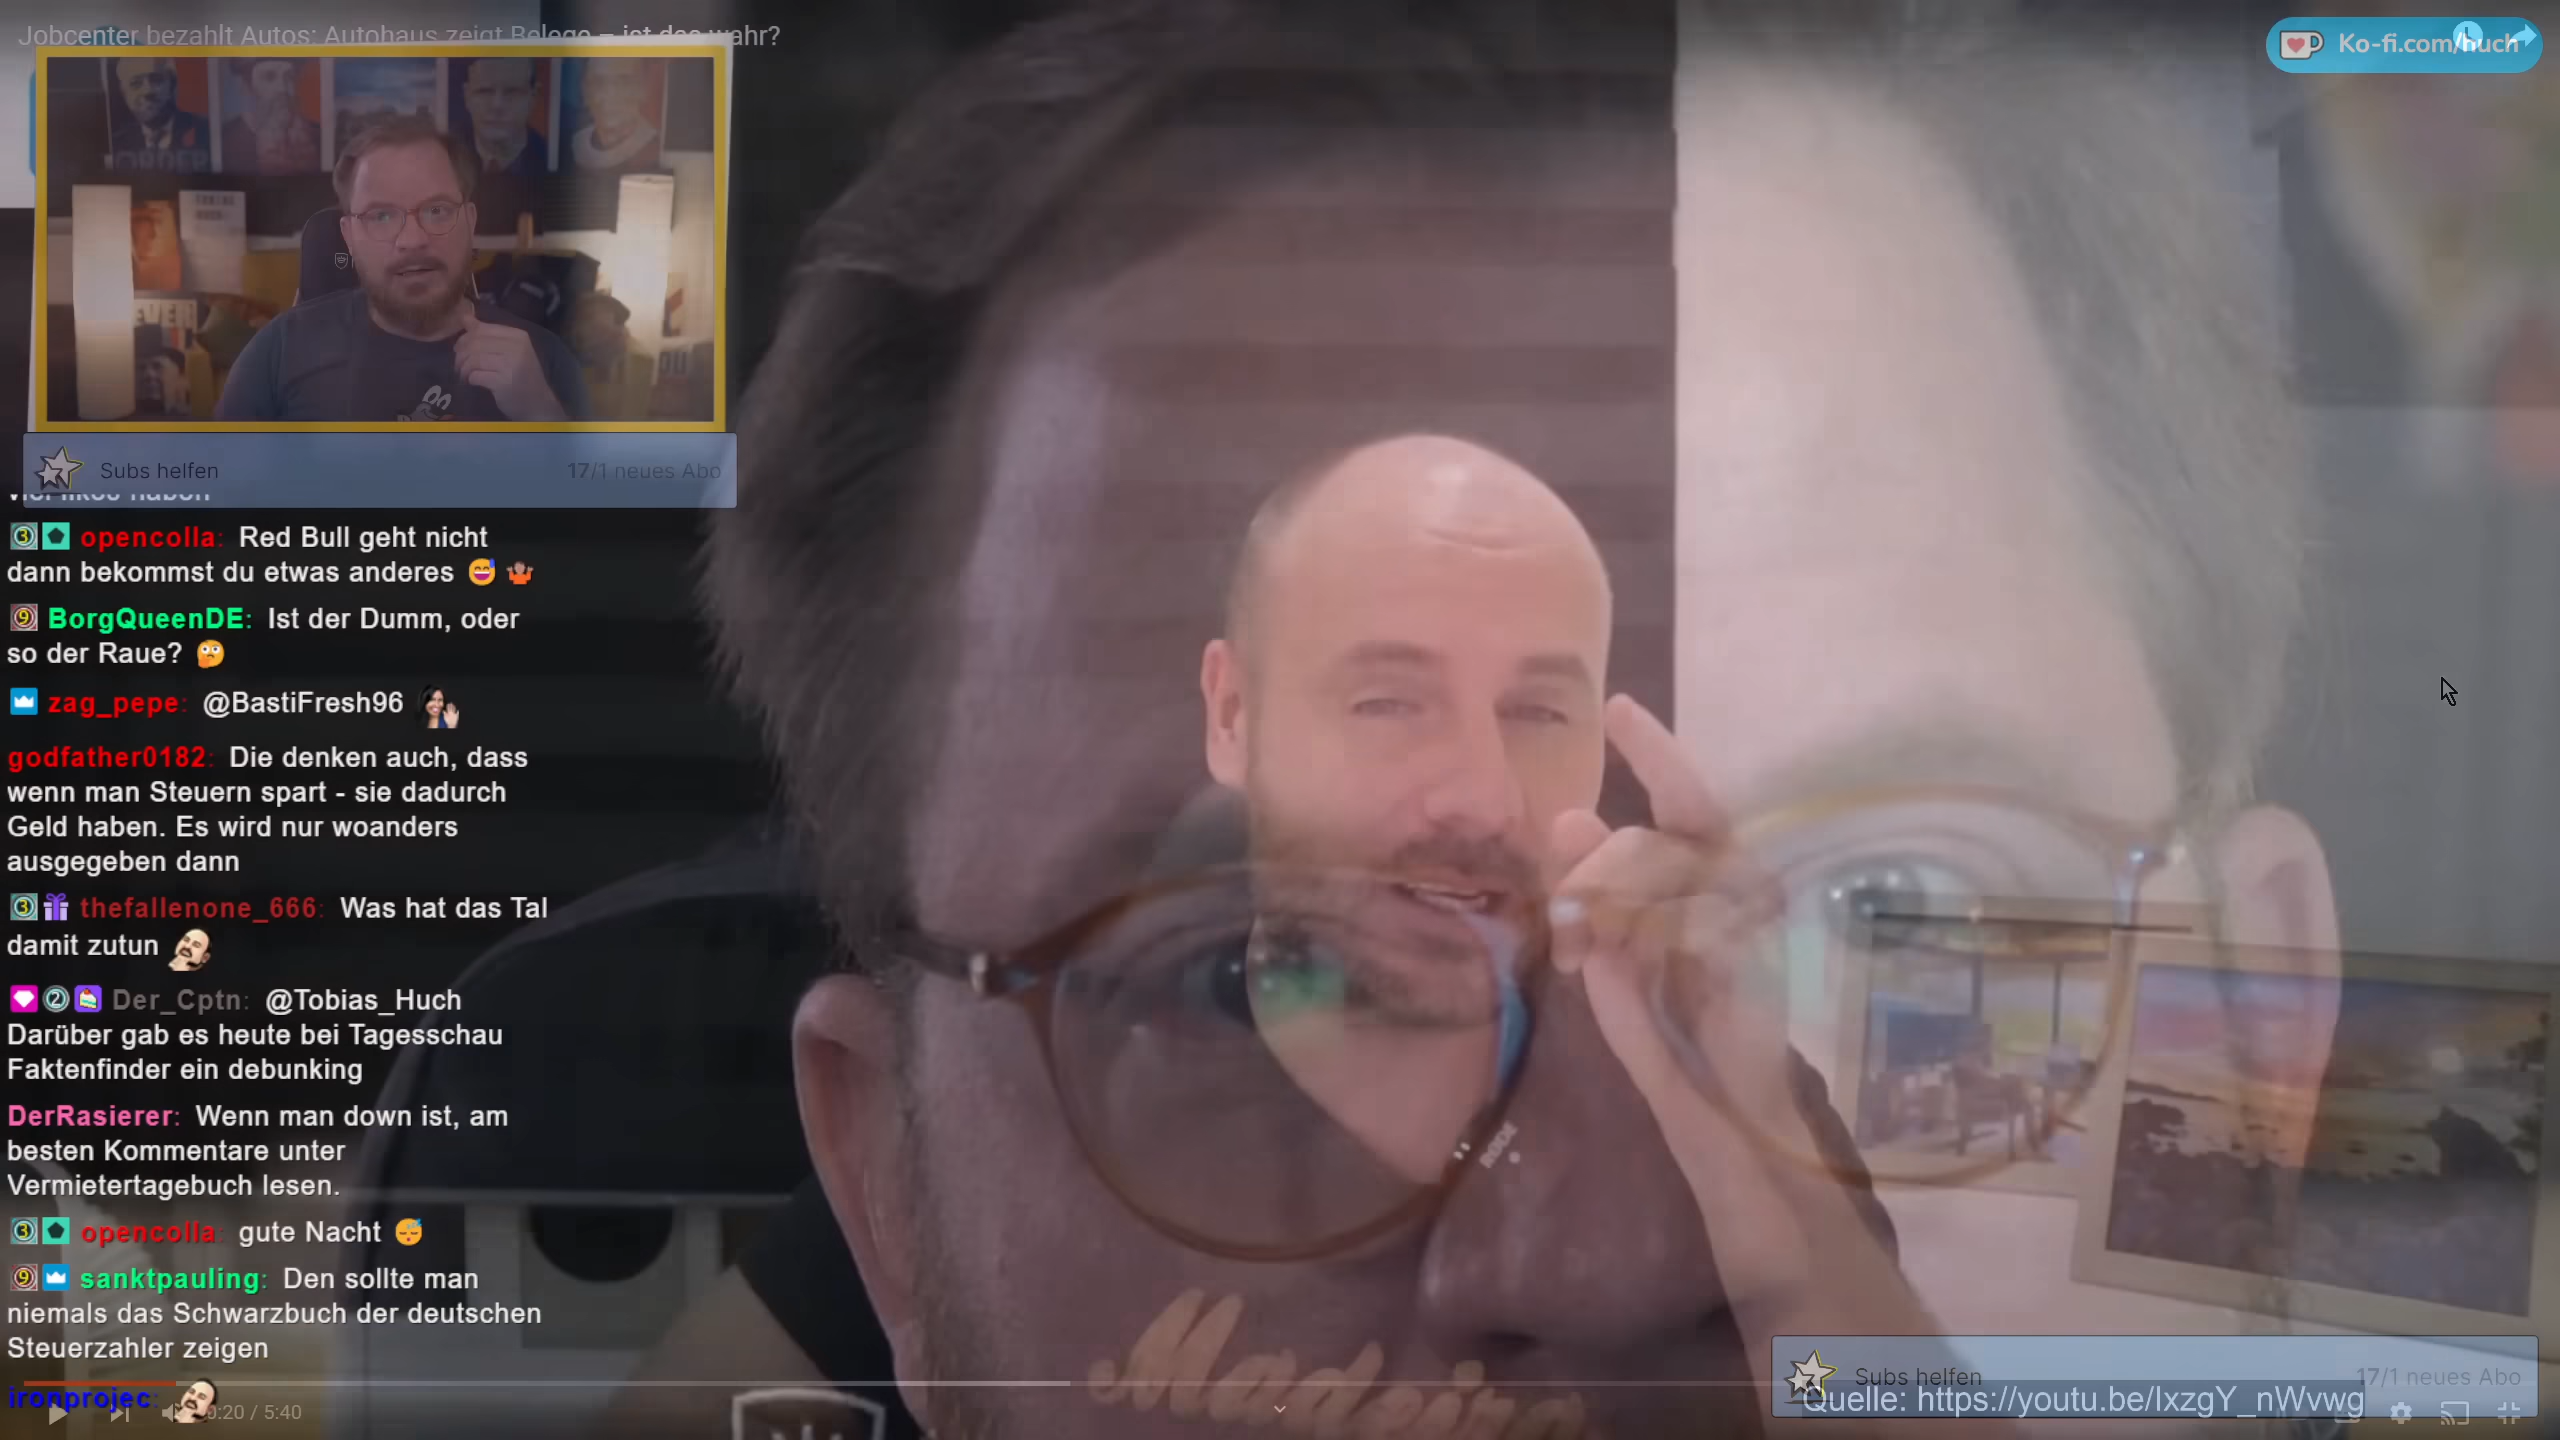 Jobcenter bezahlt Autos: Autohaus zeigt Belege – ist das wahr?
Ko-fi.com/huch
Subs helfen
17/1 neues Abo
viel likes haben
opencolla: Red Bull geht nicht
dann bekommst du etwas anderes 😅 🤷
BorgQueenDE: Ist der Dumm, oder
so der Raue? 🤔
zag_pepe: @BastiFresh96
godfather0182: Die denken auch, dass
wenn man Steuern spart - sie dadurch
Geld haben. Es wird nur woanders
ausgegeben dann
thefallenone_666: Was hat das Tal
damit zutun
Der_Cptn: @Tobias_Huch
Darüber gab es heute bei Tagesschau
Faktenfinder ein debunking
DerRasierer: Wenn man down ist, am
besten Kommentare unter
Vermietertagebuch lesen.
opencolla: gute Nacht 😴
sanktpauling: Den sollte man
niemals das Schwarzbuch der deutschen
Steuerzahler zeigen
ironprojec:
0:20 / 5:40
RODE
Madeira
Subs helfen
17/1 neues Abo
Quelle: https://youtu.be/IxzgY_nWvwg